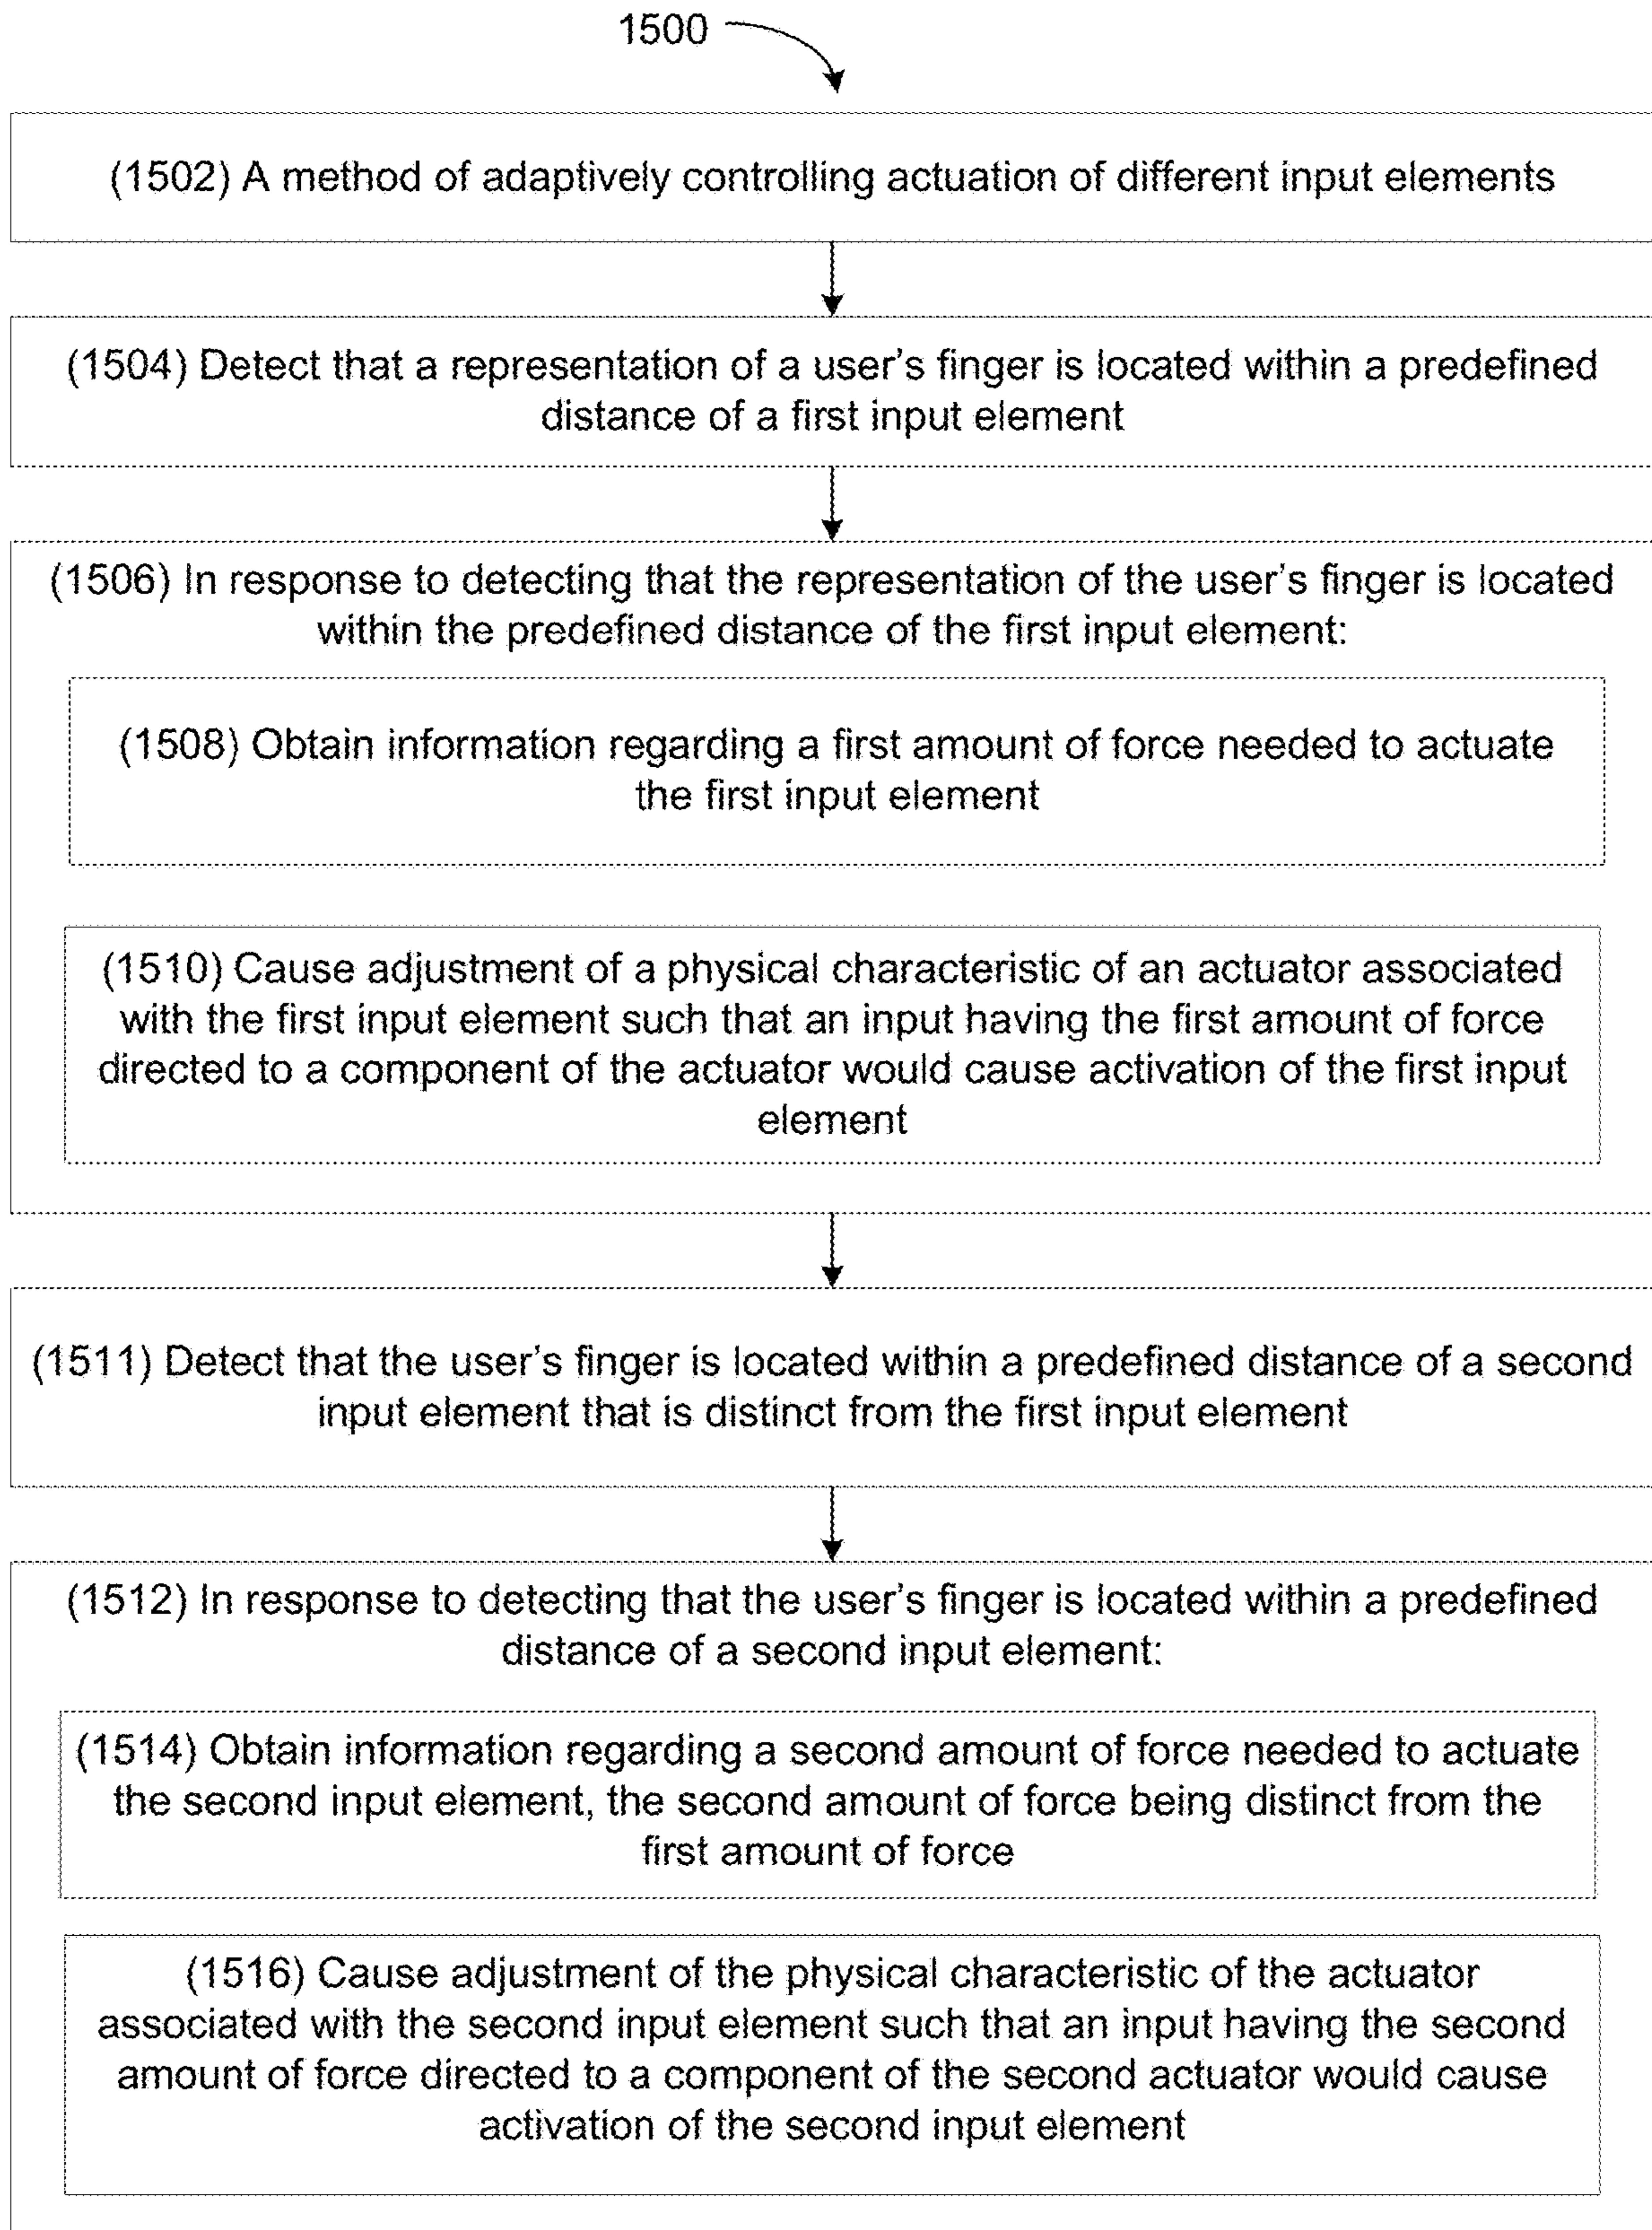 1500
(1502) A method of adaptively controlling actuation of different input elements
(1504) Detect that a representation of a user's finger is located within a predefined
distance of a first input element
(1506) In response to detecting that the representation of the user's finger is located
within the predefined distance of the first input element:
(1508) Obtain information regarding a first amount of force needed to actuate
the first input element
(1510) Cause adjustment of a physical characteristic of an actuator associated
with the first input element such that an input having the first amount of force
directed to a component of the actuator would cause activation of the first input
element
(1511) Detect that the user's finger is located within a predefined distance of a second
input element that is distinct from the first input element
(1512) In response to detecting that the user's finger is located within a predefined
distance of a second input element:
(1514) Obtain information regarding a second amount of force needed to actuate
the second input element, the second amount of force being distinct from the
first amount of force
(1516) Cause adjustment of the physical characteristic of the actuator
associated with the second input element such that an input having the second
amount of force directed to a component of the second actuator would cause
activation of the second input element